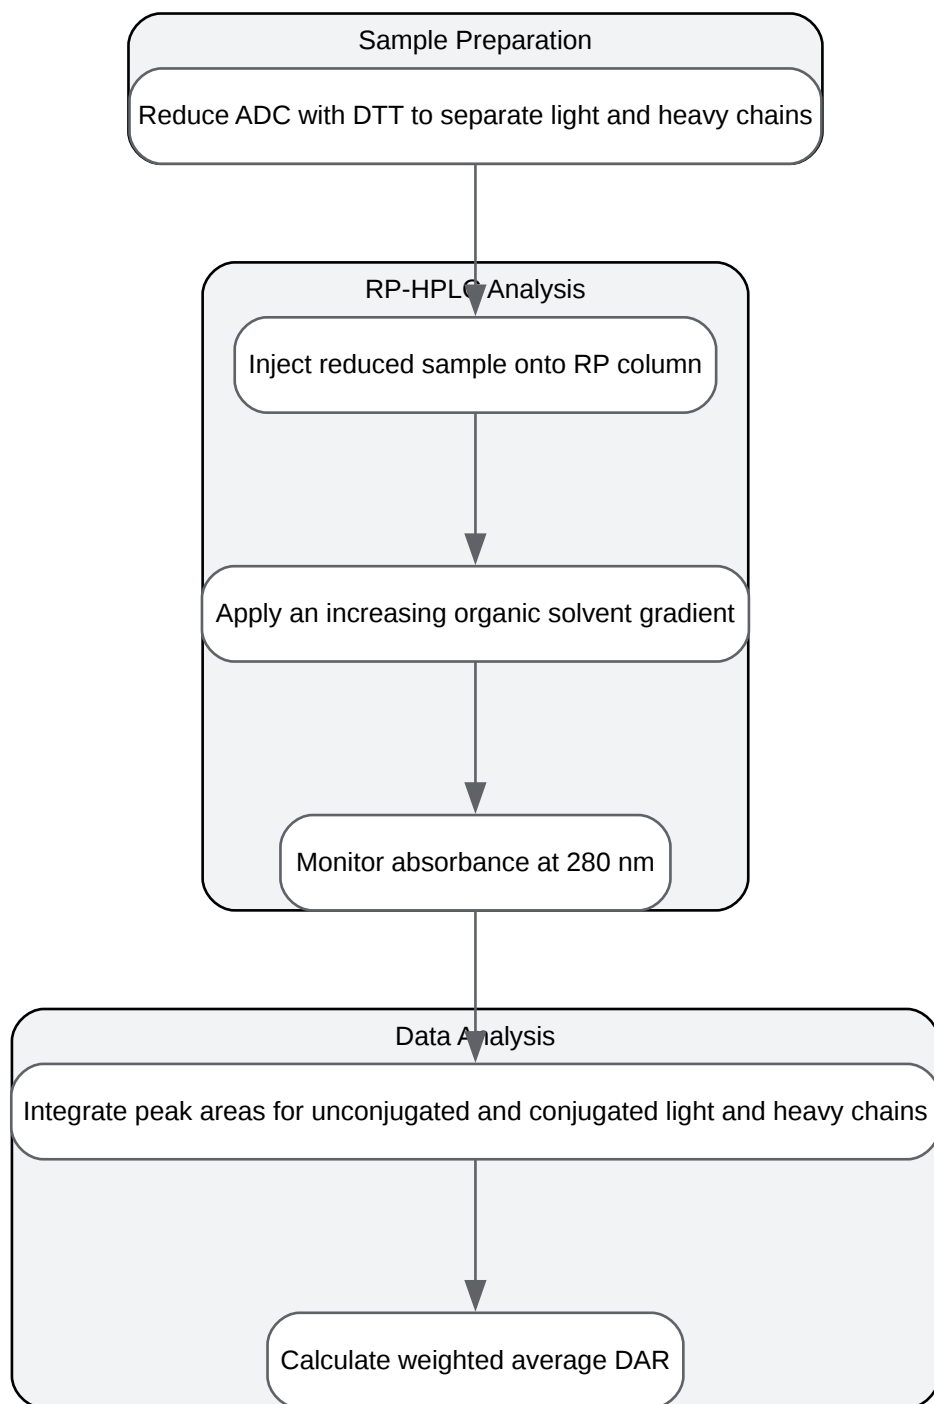 Sample Preparation
Reduce ADC with DTT to separate light and heavy chains
RP-HPLC Analysis
Inject reduced sample onto RP column
Apply an increasing organic solvent gradient
Monitor absorbance at 280 nm
Data Analysis
Integrate peak areas for unconjugated and conjugated light and heavy chains
Calculate weighted average DAR